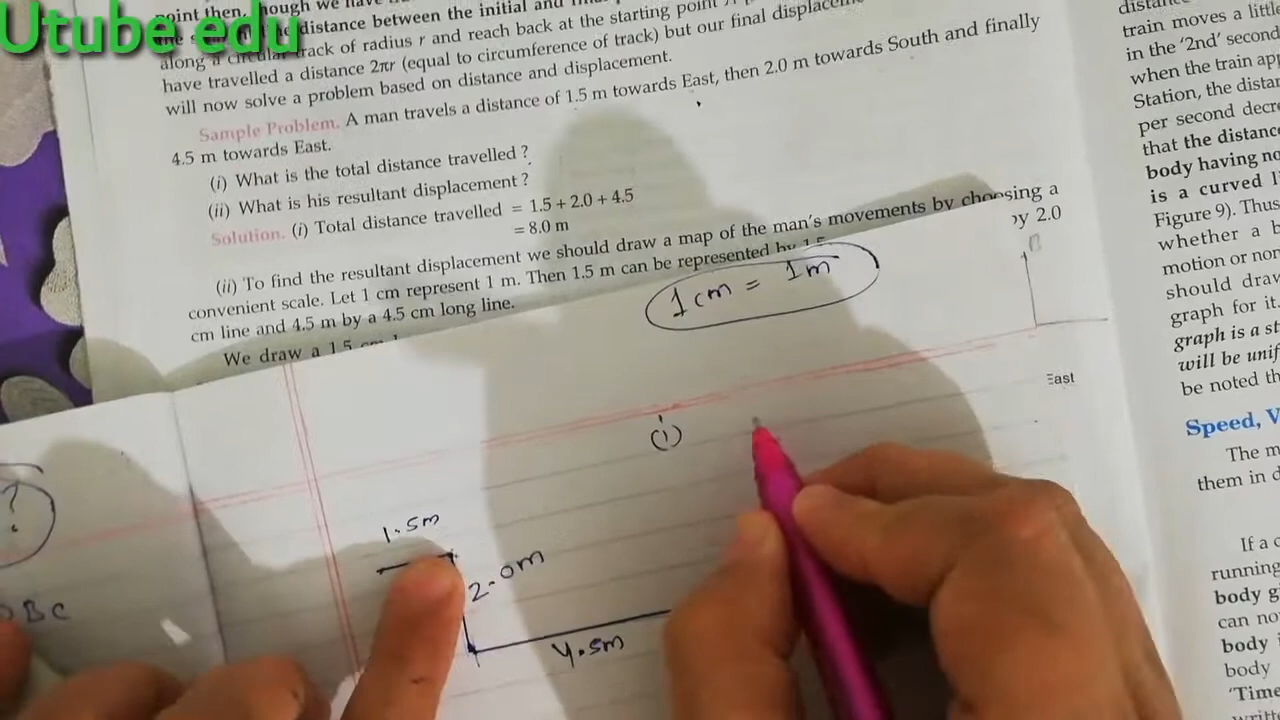 Utube edu
point then, though we have
distance between the initial and
along a circular track of radius r and reach back at the starting point
have travelled a distance 2πr (equal to circumference of track) but our final displacement
will now solve a problem based on distance and displacement.
Sample Problem. A man travels a distance of 1.5 m towards East, then 2.0 m towards South and finally
4.5 m towards East.
(i) What is the total distance travelled ?
(ii) What is his resultant displacement ?
Solution. (i) Total distance travelled = 1.5 + 2.0 + 4.5
= 8.0 m
(ii) To find the resultant displacement we should draw a map of the man's movements by choosing a
convenient scale. Let 1 cm represent 1 m. Then 1.5 m can be represented by 1.5
by 2.0
cm line and 4.5 m by a 4.5 cm long line.
We draw a 1.5 cm
1cm = 1m
East
(i)
1.5m
2.0m
4.5m
?
BC
train moves a little
in the '2nd' second
when the train
Station, the
per second
that the distance
body having
is a curved
Figure 9). Thus
whether a
motion or
should draw
graph for it.
graph is a
will be
be noted
Speed,
The
them in
If a
running
body
can
body
body
'Time